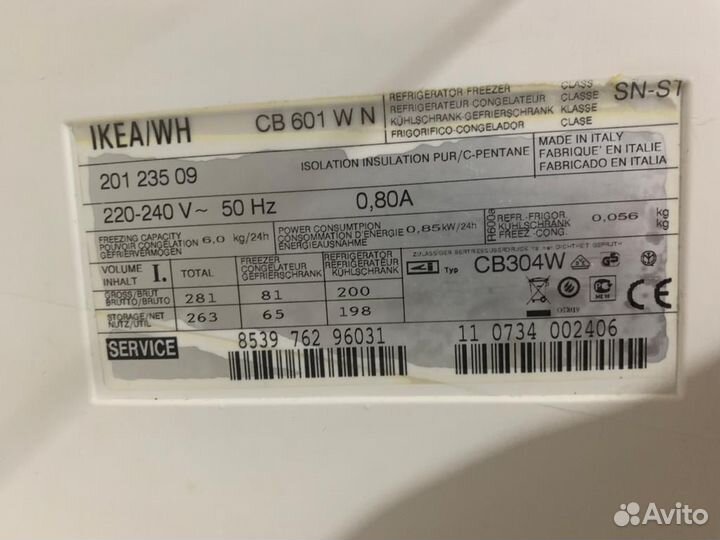 IKEA/WH CB 601 W N
REFRIGERATOR FREEZER CLASS SN-ST
REFRIGERATEUR-CONGELATEUR CLASSE
KÜHLSCHRANK-GEFRIERSCHRANK KLASSE
FRIGORIFICO-CONGELADOR CLASE
201 235 09
ISOLATION INSULATION PUR/C-PENTANE
MADE IN ITALY
FABRIQUE' EN ITALIE
FABRICADO EN ITALIA
220-240 V~ 50 Hz 0,80A
FREEZING CAPACITY
POUVOIR CONGELATION 6,0 kg/24h
GEFRIERVERMOGEN
POWER CONSUMTPION
CONSOMMATION D'ENERGIE 0,85kW/24h
ENERGIEAUSNAHME
R600a
REFR.-FRIGOR. 0,056 kg
KÜHLSCHRANK kg
FREEZ.-CONG.
VOLUME INHALT I.
TOTAL
FREEZER
CONGELATEUR
GEFRIERSCHRANK
REFRIGERATOR
REFRIGERATEUR
KÜHLSCHRANK
Typ CB304W
GS
GROSS/BRUT
BRUTTO/BRUTO 281 81 200
STORAGE/NET
NUTZ/UTIL 263 65 198
CE
SERVICE 8539 762 96031 11 0734 002406
Avito